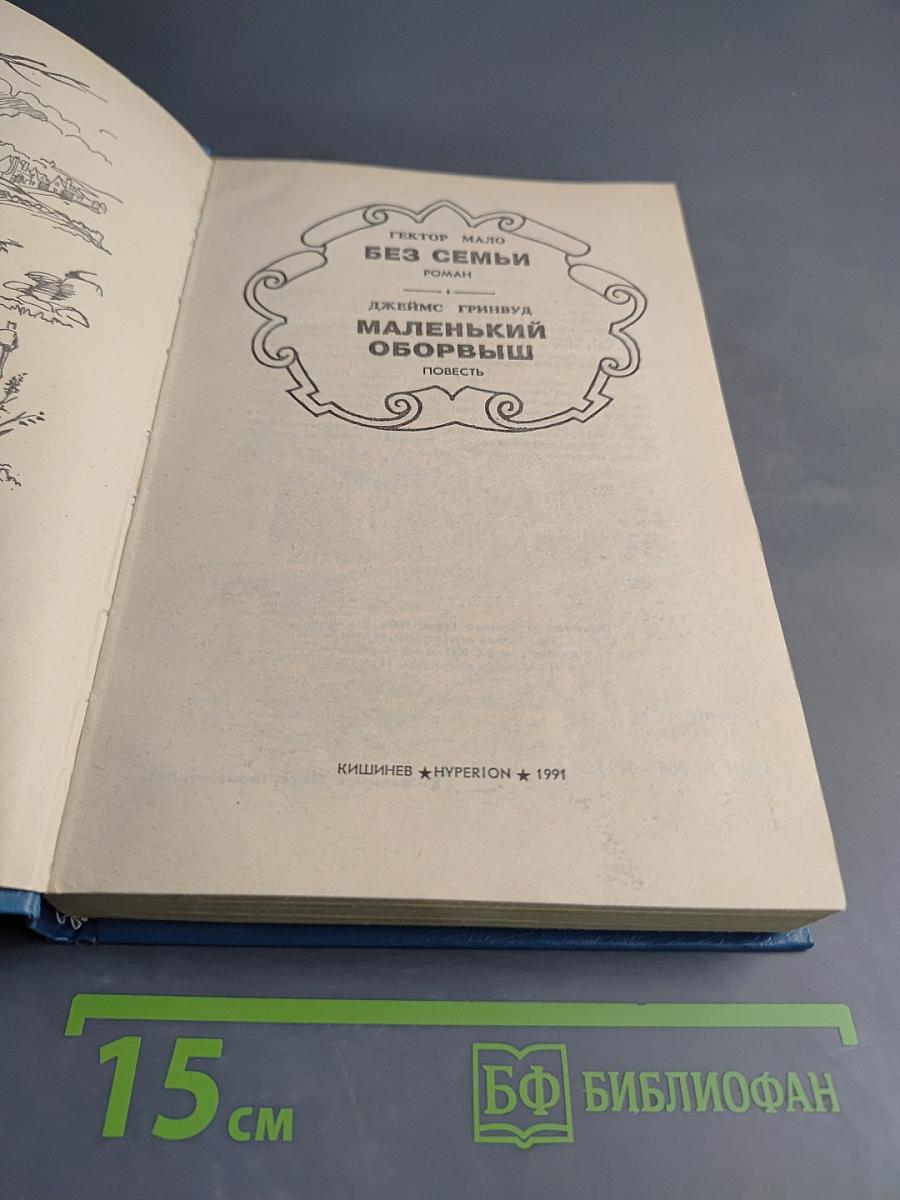 ГЕКТОР МАЛО
БЕЗ СЕМЬИ
РОМАН
ДЖЕЙМС ГРИНВУД
МАЛЕНЬКИЙ
ОБОРВЫШ
ПОВЕСТЬ
КИШИНЕВ ★ HYPERION ★ 1991
15 см
БФ БИБЛИОФАН